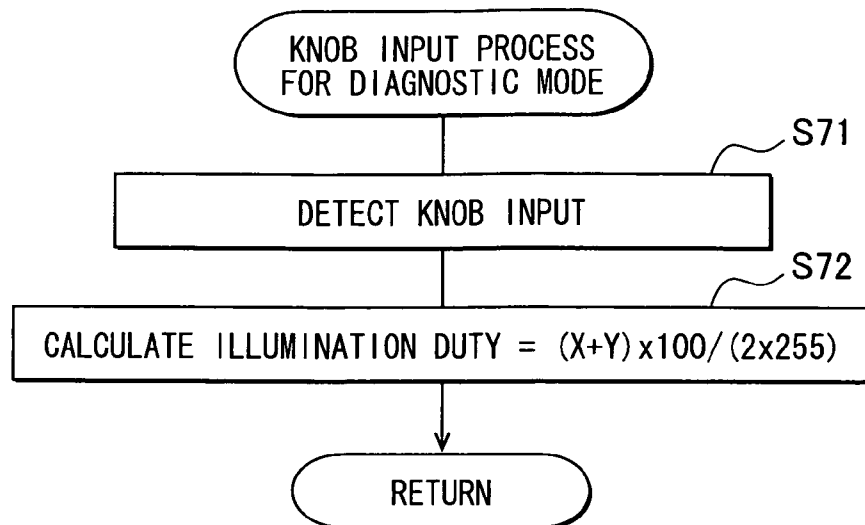 KNOB INPUT PROCESS
FOR DIAGNOSTIC MODE
S71
DETECT KNOB INPUT
S72
CALCULATE ILLUMINATION DUTY = (X+Y)x100/(2x255)
RETURN